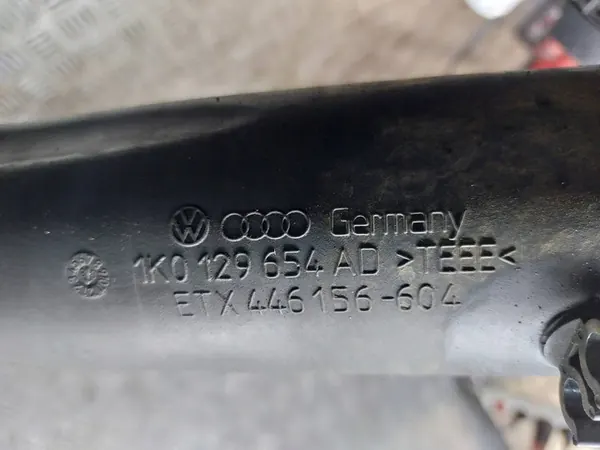 Germany
1K0 129 654 AD >TEEE<
ETX 446 156-604